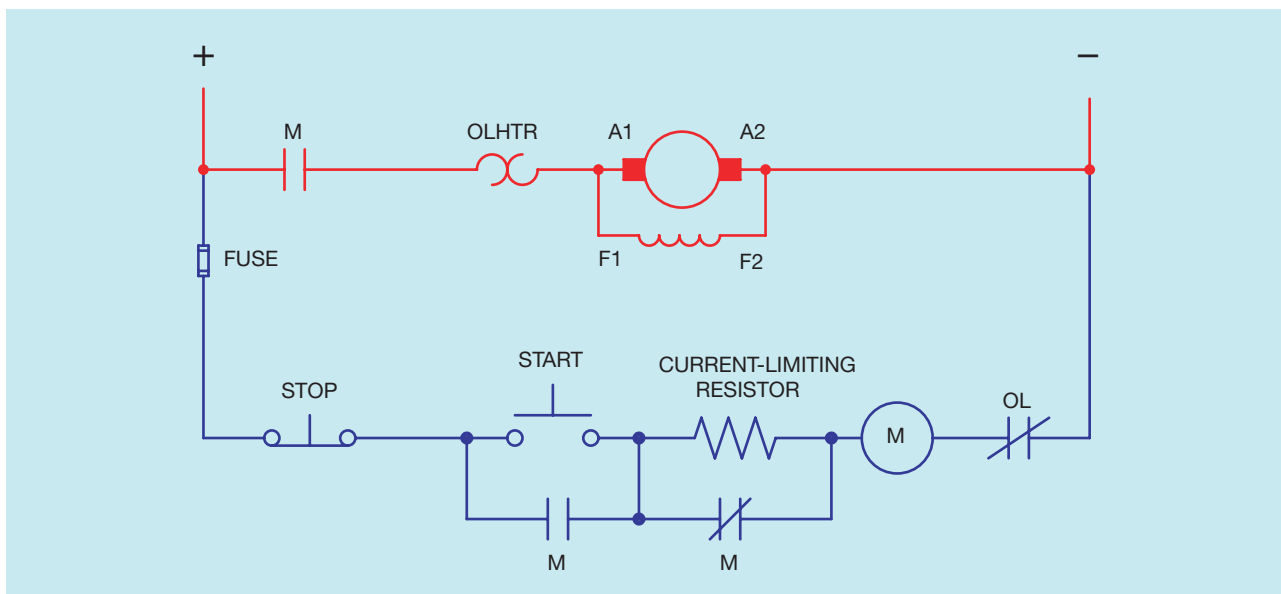 +
−
M
OLHTR
A1
A2
F1
F2
FUSE
START
CURRENT-LIMITING
RESISTOR
STOP
OL
M
M
M